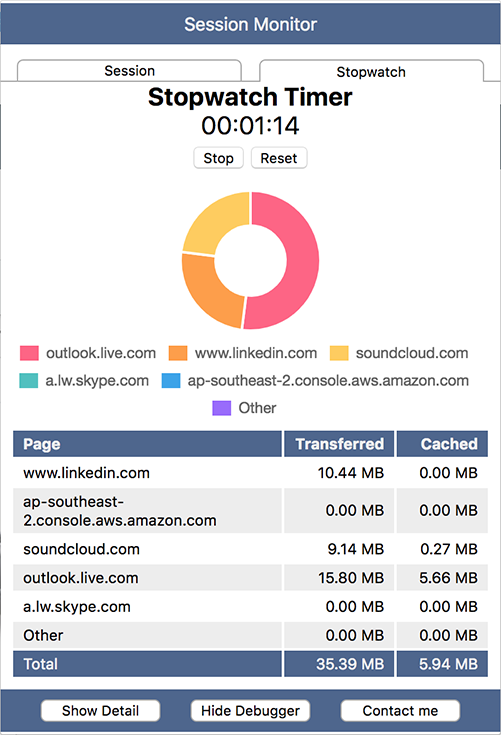 Session Monitor
Session Stopwatch
Stopwatch Timer
00:01:14
Stop Reset
outlook.live.com www.linkedin.com soundcloud.com
a.lw.skype.com ap-southeast-2.console.aws.amazon.com
Other
Page Transferred Cached
www.linkedin.com 10.44 MB 0.00 MB
ap-southeast-
2.console.aws.amazon.com 0.00 MB 0.00 MB
soundcloud.com 9.14 MB 0.27 MB
outlook.live.com 15.80 MB 5.66 MB
a.lw.skype.com 0.00 MB 0.00 MB
Other 0.00 MB 0.00 MB
Total 35.39 MB 5.94 MB
Show Detail Hide Debugger Contact me